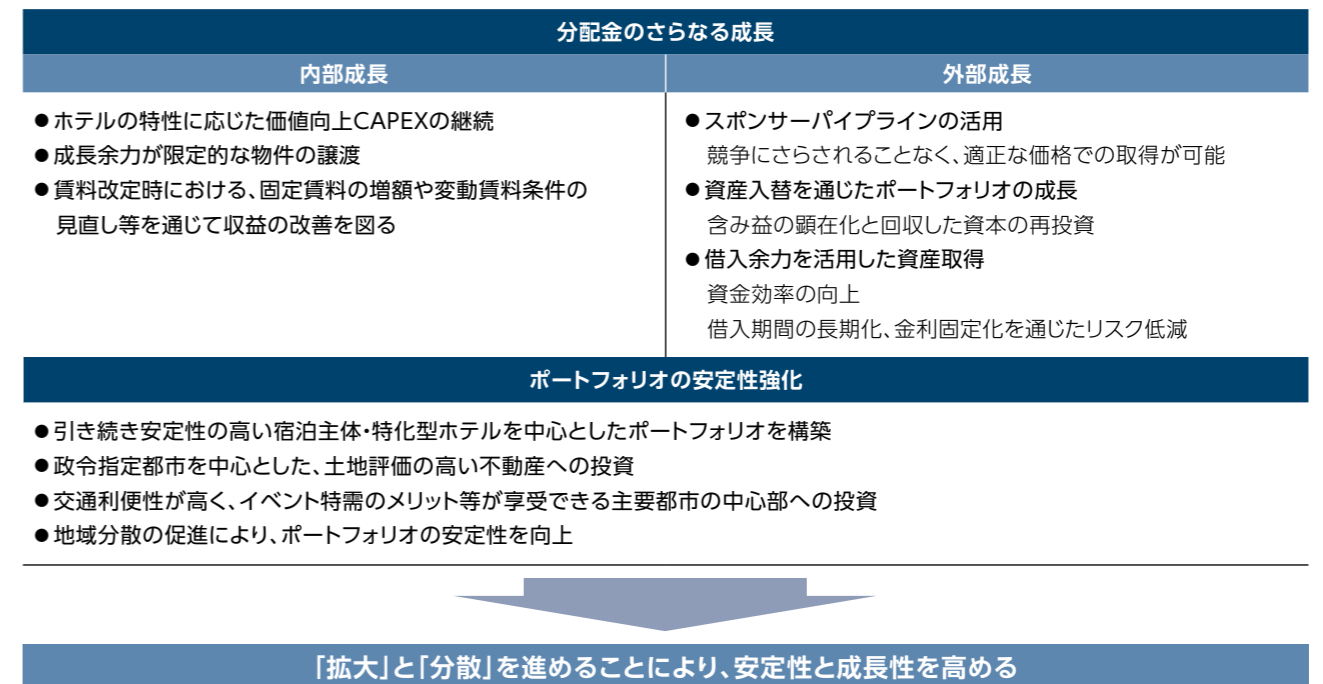 分配金のさらなる成長
内部成長
●ホテルの特性に応じた価値向上CAPEXの継続
●成長余力が限定的な物件の譲渡
●賃料改定時における、固定賃料の増額や変動賃料条件の
見直し等を通じて収益の改善を図る
外部成長
●スポンサーパイプラインの活用
競争にさらされることなく、適正な価格での取得が可能
●資産入替を通じたポートフォリオの成長
含み益の顕在化と回収した資本の再投資
●借入余力を活用した資産取得
資金効率の向上
借入期間の長期化、金利固定化を通じたリスク低減
ポートフォリオの安定性強化
●引き続き安定性の高い宿泊主体・特化型ホテルを中心としたポートフォリオを構築
●政令指定都市を中心とした、土地評価の高い不動産への投資
●交通利便性が高く、イベント特需のメリット等が享受できる主要都市の中心部への投資
●地域分散の促進により、ポートフォリオの安定性を向上
「拡大」と「分散」を進めることにより、安定性と成長性を高める